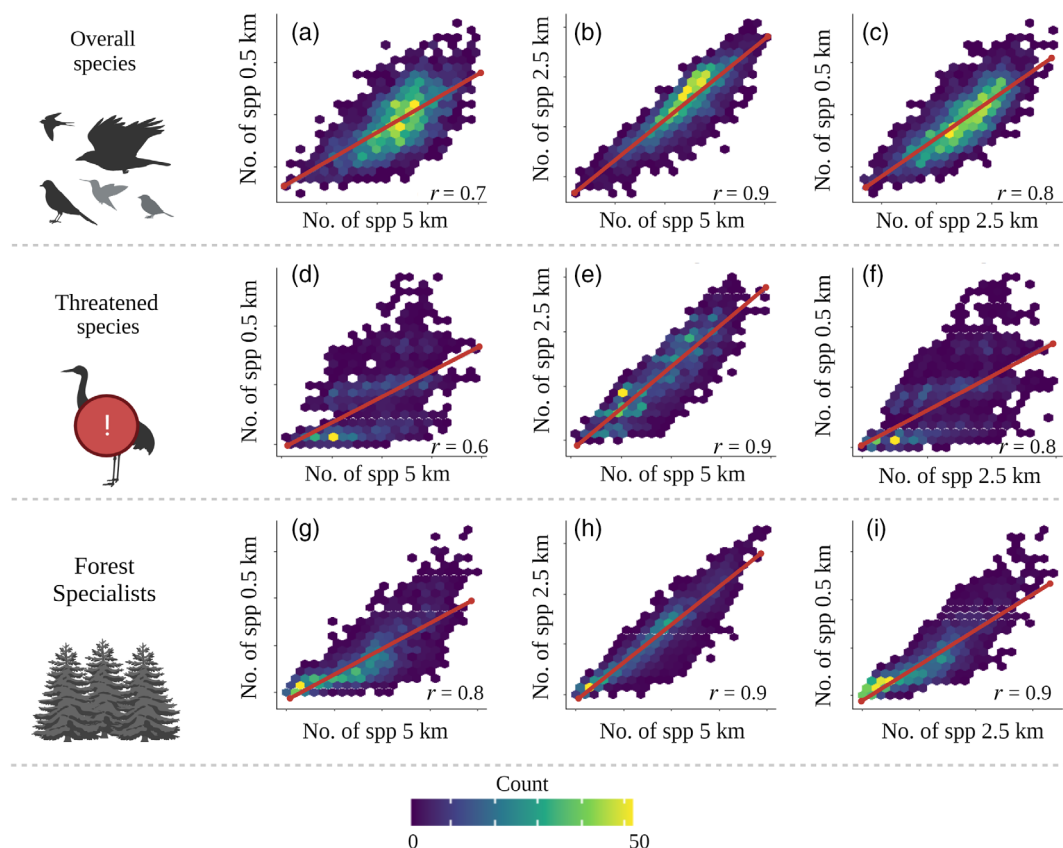 Overall
species
(a)
No. of spp 0.5 km
r = 0.7
No. of spp 5 km
(b)
No. of spp 2.5 km
r = 0.9
No. of spp 5 km
(c)
No. of spp 0.5 km
r = 0.8
No. of spp 2.5 km
Threatened
species
!
(d)
No. of spp 0.5 km
r = 0.6
No. of spp 5 km
(e)
No. of spp 2.5 km
r = 0.9
No. of spp 5 km
(f)
No. of spp 0.5 km
r = 0.8
No. of spp 2.5 km
Forest
Specialists
(g)
No. of spp 0.5 km
r = 0.8
No. of spp 5 km
(h)
No. of spp 2.5 km
r = 0.9
No. of spp 5 km
(i)
No. of spp 0.5 km
r = 0.9
No. of spp 2.5 km
Count
0 50